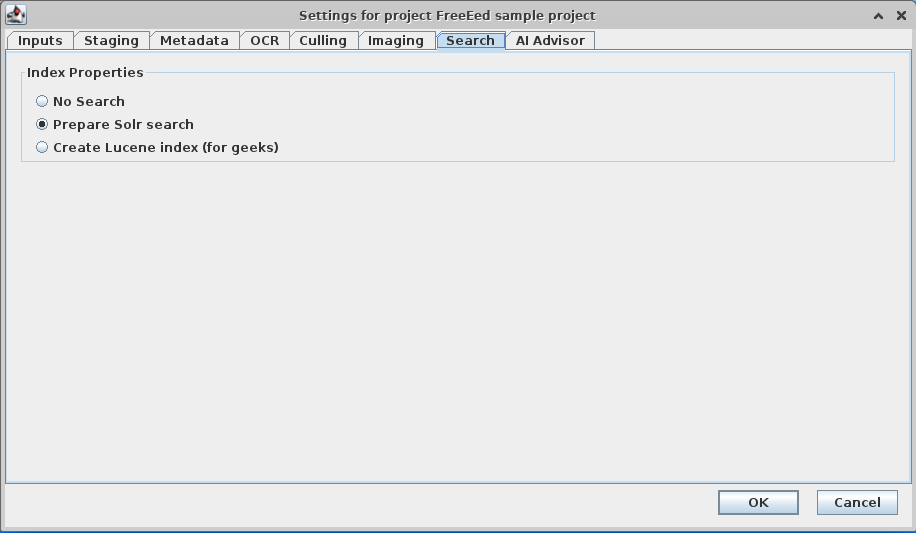 Settings for project FreeEed sample project
Inputs Staging Metadata OCR Culling Imaging Search AI Advisor
Index Properties
No Search
Prepare Solr search
Create Lucene index (for geeks)
OK Cancel